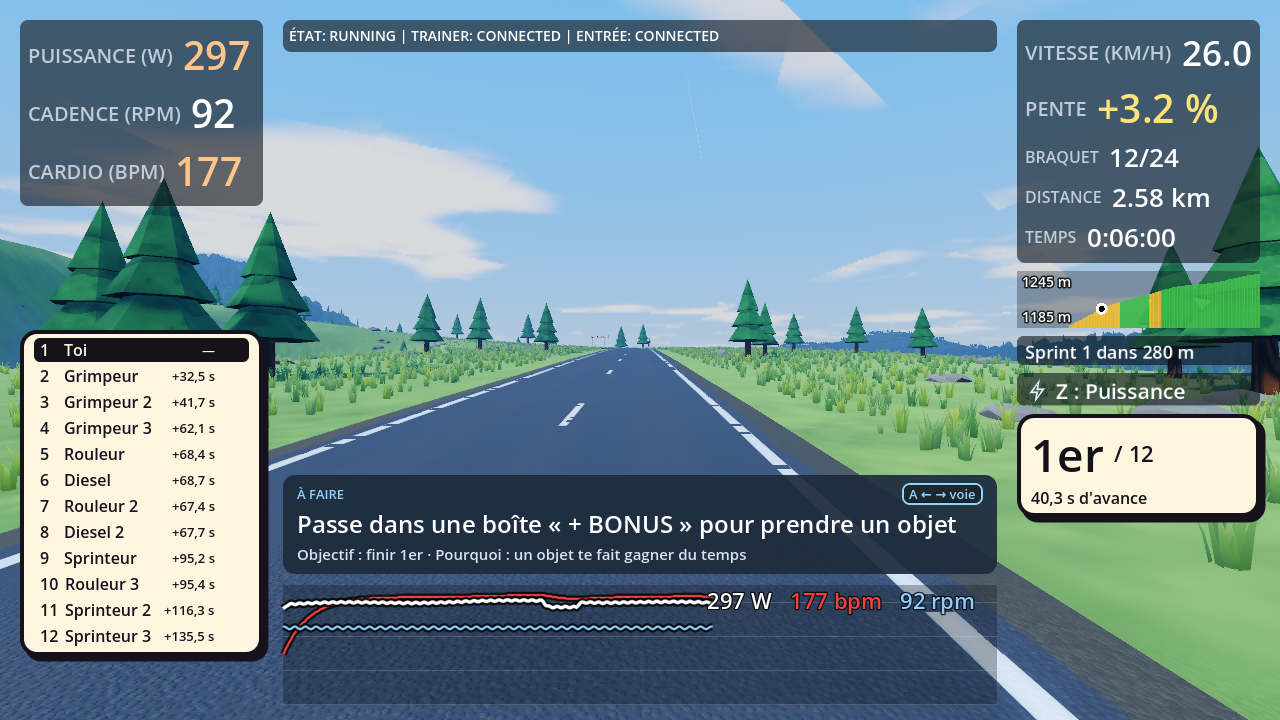 PUISSANCE (W) 297
CADENCE (RPM) 92
CARDIO (BPM) 177
ÉTAT: RUNNING | TRAINER: CONNECTED | ENTRÉE: CONNECTED
VITESSE (KM/H) 26.0
PENTE +3.2 %
BRAQUET 12/24
DISTANCE 2.58 km
TEMPS 0:06:00
1245 m
1185 m
Sprint 1 dans 280 m
Z : Puissance
1er / 12
40,3 s d'avance
1 Toi —
2 Grimpeur +32,5 s
3 Grimpeur 2 +41,7 s
4 Grimpeur 3 +62,1 s
5 Rouleur +68,4 s
6 Diesel +68,7 s
7 Rouleur 2 +67,4 s
8 Diesel 2 +67,7 s
9 Sprinteur +95,2 s
10 Rouleur 3 +95,4 s
11 Sprinteur 2 +116,3 s
12 Sprinteur 3 +135,5 s
À FAIRE
A ← → voie
Passe dans une boîte « + BONUS » pour prendre un objet
Objectif : finir 1er · Pourquoi : un objet te fait gagner du temps
297 W 177 bpm 92 rpm